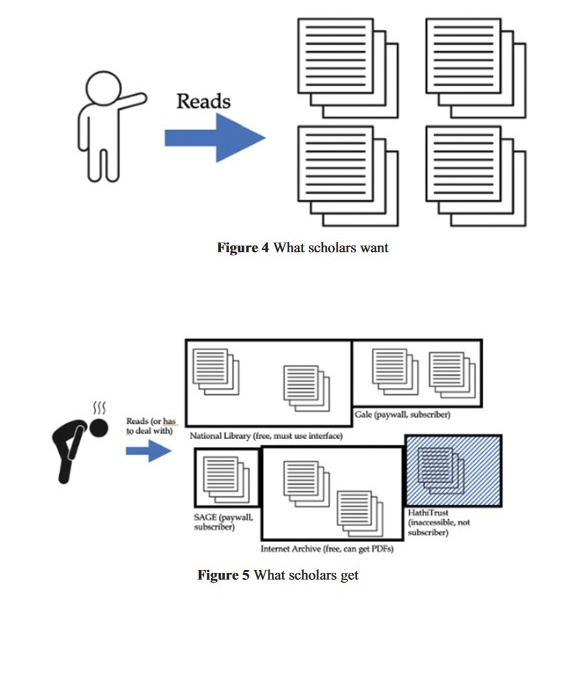 Reads
Figure 4 What scholars want
Reads (or has
to deal with)
Gale (paywall, subscriber)
National Library (free, must use interface)
SAGE (paywall,
subscriber)
HathiTrust
(inaccessible, not
subscriber)
Internet Archive (free, can get PDFs)
Figure 5 What scholars get